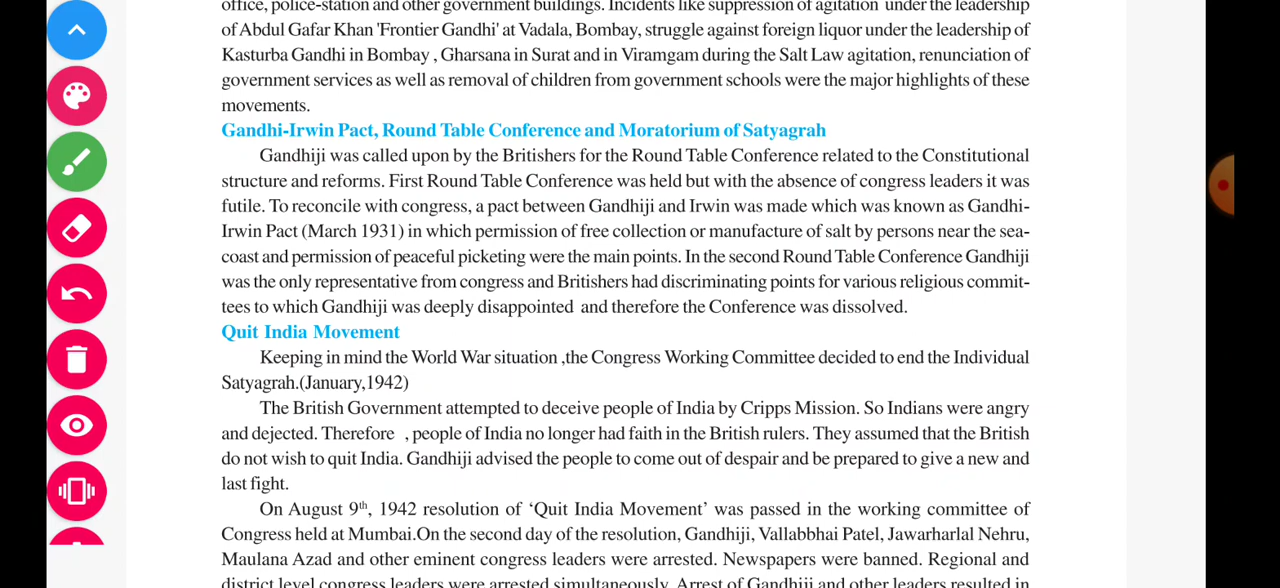 office, police-station and other government buildings. Incidents like suppression of agitation under the leadership
of Abdul Gafar Khan 'Frontier Gandhi' at Vadala, Bombay, struggle against foreign liquor under the leadership of
Kasturba Gandhi in Bombay , Gharsana in Surat and in Viramgam during the Salt Law agitation, renunciation of
government services as well as removal of children from government schools were the major highlights of these
movements.
Gandhi-Irwin Pact, Round Table Conference and Moratorium of Satyagrah
Gandhiji was called upon by the Britishers for the Round Table Conference related to the Constitutional
structure and reforms. First Round Table Conference was held but with the absence of congress leaders it was
futile. To reconcile with congress, a pact between Gandhiji and Irwin was made which was known as Gandhi-
Irwin Pact (March 1931) in which permission of free collection or manufacture of salt by persons near the sea-
coast and permission of peaceful picketing were the main points. In the second Round Table Conference Gandhiji
was the only representative from congress and Britishers had discriminating points for various religious commit-
tees to which Gandhiji was deeply disappointed and therefore the Conference was dissolved.
Quit India Movement
Keeping in mind the World War situation ,the Congress Working Committee decided to end the Individual
Satyagrah.(January,1942)
The British Government attempted to deceive people of India by Cripps Mission. So Indians were angry
and dejected. Therefore , people of India no longer had faith in the British rulers. They assumed that the British
do not wish to quit India. Gandhiji advised the people to come out of despair and be prepared to give a new and
last fight.
On August 9th, 1942 resolution of ‘Quit India Movement’ was passed in the working committee of
Congress held at Mumbai.On the second day of the resolution, Gandhiji, Vallabbhai Patel, Jawarharlal Nehru,
Maulana Azad and other eminent congress leaders were arrested. Newspapers were banned. Regional and
district level congress leaders were arrested simultaneously. Arrest of Gandhiji and other leaders resulted in